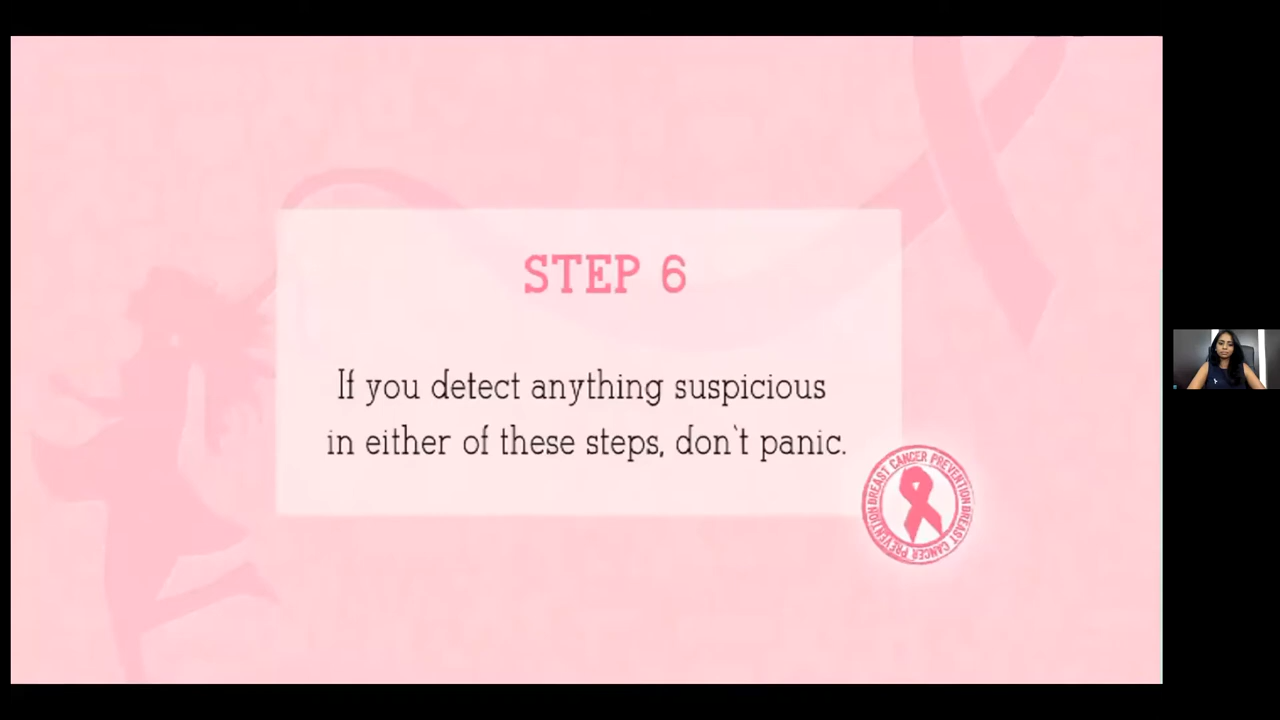 STEP 6
If you detect anything suspicious
in either of these steps, don`t panic.
BREAST CANCER PREVENTION BREAST CANCER PREVENTION